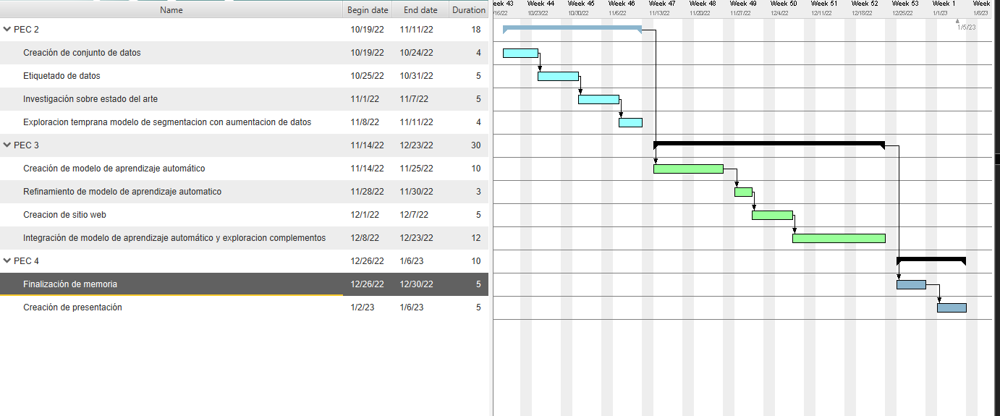 Name Begin date End date Duration
PEC 2 10/19/22 11/11/22 18
Creación de conjunto de datos 10/19/22 10/24/22 4
Etiquetado de datos 10/25/22 10/31/22 5
Investigación sobre estado del arte 11/1/22 11/7/22 5
Exploracion temprana modelo de segmentacion con aumentacion de datos 11/8/22 11/11/22 4
PEC 3 11/14/22 12/23/22 30
Creación de modelo de aprendizaje automático 11/14/22 11/25/22 10
Refinamiento de modelo de aprendizaje automatico 11/28/22 11/30/22 3
Creacion de sitio web 12/1/22 12/7/22 5
Integración de modelo de aprendizaje automático y exploracion complementos 12/8/22 12/23/22 12
PEC 4 12/26/22 1/6/23 10
Finalización de memoria 12/26/22 12/30/22 5
Creación de presentación 1/2/23 1/6/23 5
eek 43 Week 44 Week 45 Week 46 Week 47 Week 48 Week 49 Week 50 Week 51 Week 52 Week 53 Week 1 Week
/16/22 10/23/22 10/30/22 11/6/22 11/13/22 11/20/22 11/27/22 12/4/22 12/11/22 12/18/22 12/25/22 1/1/23 1/8/23
1/5/23